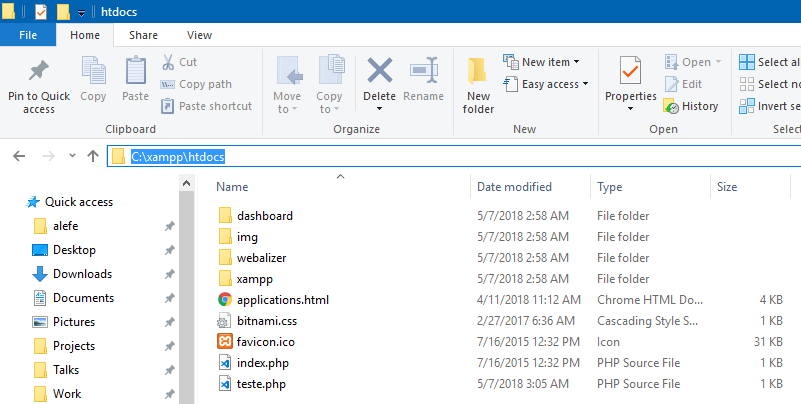 htdocs
File Home Share View
Pin to Quick access
Copy
Paste
Cut
Copy path
Paste shortcut
Clipboard
Move to
Copy to
Delete
Rename
Organize
New folder
New item
Easy access
New
Properties
Open
Edit
History
Open
Select al
Select no
Invert se
Select
C:\xampp\htdocs
Quick access
alefe
Desktop
Downloads
Documents
Pictures
Projects
Talks
Work
Name Date modified Type Size
dashboard 5/7/2018 2:58 AM File folder
img 5/7/2018 2:58 AM File folder
webalizer 5/7/2018 2:58 AM File folder
xampp 5/7/2018 2:58 AM File folder
applications.html 4/11/2018 11:12 AM Chrome HTML Do... 4 KB
bitnami.css 2/27/2017 6:36 AM Cascading Style S... 1 KB
favicon.ico 7/16/2015 12:32 PM Icon 31 KB
index.php 7/16/2015 12:32 PM PHP Source File 1 KB
teste.php 5/7/2018 3:05 AM PHP Source File 1 KB